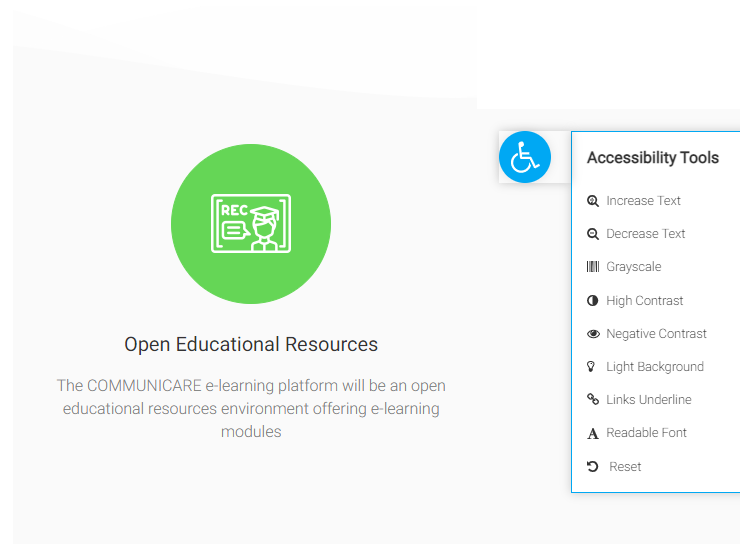 REC
Open Educational Resources
The COMMUNICARE e-learning platform will be an open
educational resources environment offering e-learning
modules
Accessibility Tools
Increase Text
Decrease Text
Grayscale
High Contrast
Negative Contrast
Light Background
Links Underline
A Readable Font
Reset